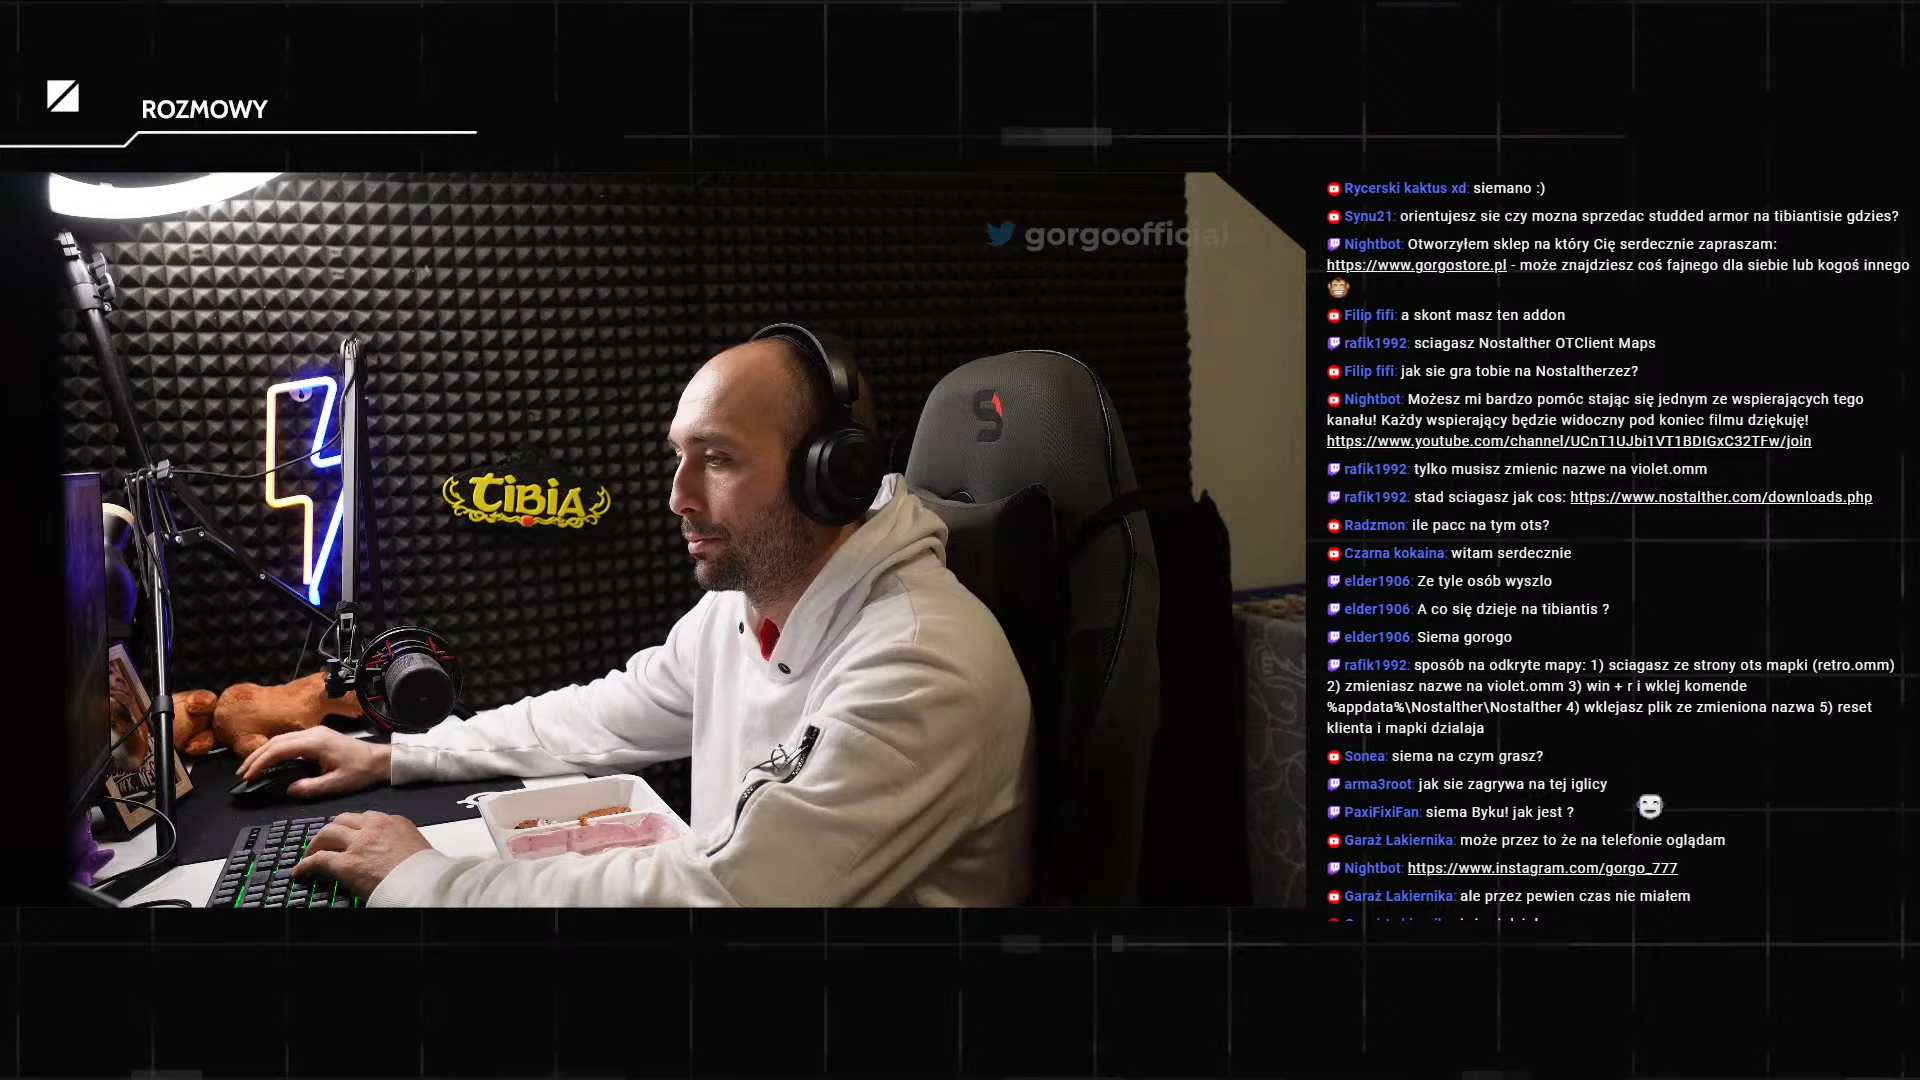 ROZMOWY
gorgoofficial
TiBiA
Rycerski kaktus xd: siemano :)
Synu21: orientujesz sie czy mozna sprzedac studded armor na tibiantisie gdzies?
Nightbot: Otworzyłem sklep na który Cię serdecznie zapraszam:
https://www.gorgostore.pl - może znajdziesz coś fajnego dla siebie lub kogoś innego
Filip fifi: a skont masz ten addon
rafik1992: sciagasz Nostalther OTClient Maps
Filip fifi: jak sie gra tobie na Nostaltherzez?
Nightbot: Możesz mi bardzo pomóc stając się jednym ze wspierających tego
kanału! Każdy wspierający będzie widoczny pod koniec filmu dziękuję!
https://www.youtube.com/channel/UCnT1UJbi1VT1BDIGxC32TFw/join
rafik1992: tylko musisz zmienic nazwe na violet.omm
rafik1992: stad sciagasz jak cos: https://www.nostalther.com/downloads.php
Radzmon: ile pacc na tym ots?
Czarna kokaina: witam serdecznie
elder1906: Ze tyle osób wyszlo
elder1906: A co się dzieje na tibiantis ?
elder1906: Siema gorogo
rafik1992: sposób na odkryte mapy: 1) sciagasz ze strony ots mapki (retro.omm)
2) zmieniasz nazwe na violet.omm 3) win + r i wklej komende
%appdata%\Nostalther\Nostalther 4) wklejasz plik ze zmieniona nazwa 5) reset
klienta i mapki dzialaja
Sonea: siema na czym grasz?
arma3root: jak sie zagrywa na tej iglicy
PaxiFixiFan: siema Byku! jak jest ?
Garaż Lakiernika: może przez to że na telefonie oglądam
Nightbot: https://www.instagram.com/gorgo_777
Garaż Lakiernika: ale przez pewien czas nie miałem